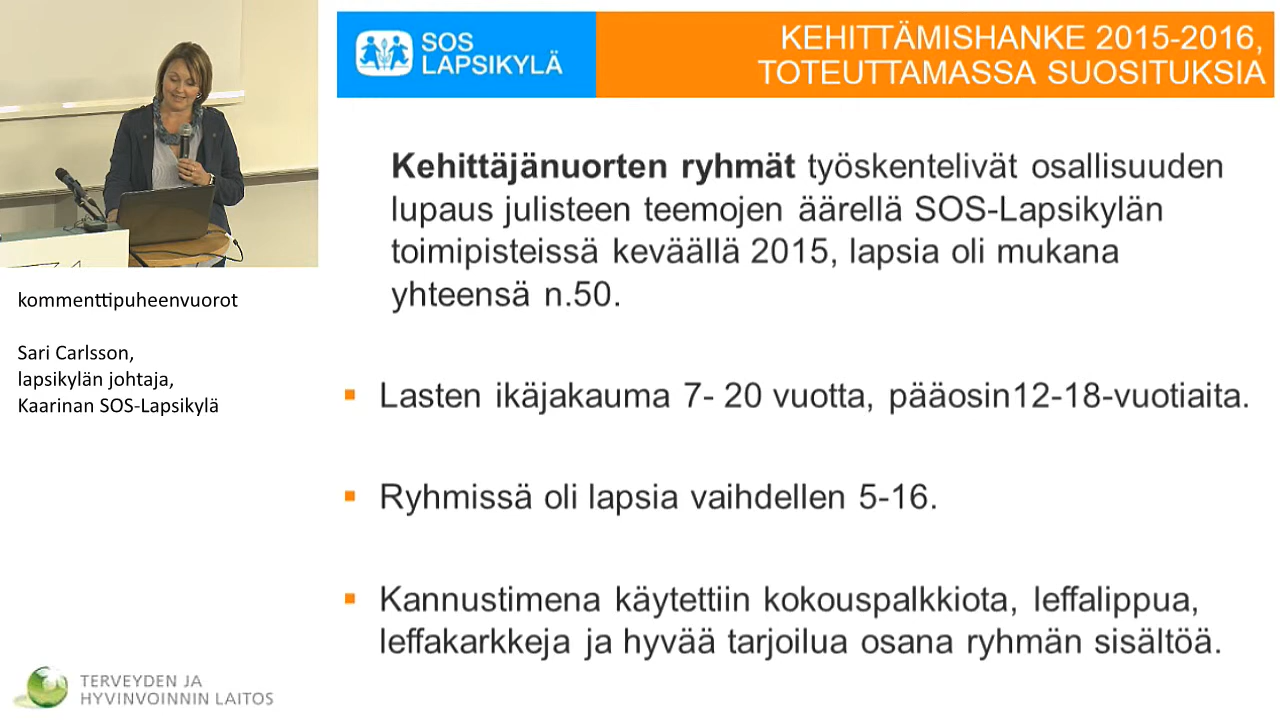 SOS
LAPSIKYLÄ
KEHITTÄMISHANKE 2015-2016,
TOTEUTTAMASSA SUOSITUKSIA
Kehittäjänuorten ryhmät työskentelivät osallisuuden
lupaus julisteen teemojen äärellä SOS-Lapsikylän
toimipisteissä keväällä 2015, lapsia oli mukana
yhteensä n.50.
▪ Lasten ikäjakauma 7- 20 vuotta, pääosin12-18-vuotiaita.
▪ Ryhmissä oli lapsia vaihdellen 5-16.
▪ Kannustimena käytettiin kokouspalkkiota, leffalippua,
leffakarkkeja ja hyvää tarjoilua osana ryhmän sisältöä.
kommenttipuheenvuorot
Sari Carlsson,
lapsikylän johtaja,
Kaarinan SOS-Lapsikylä
TERVEYDEN JA
HYVINVOINNIN LAITOS